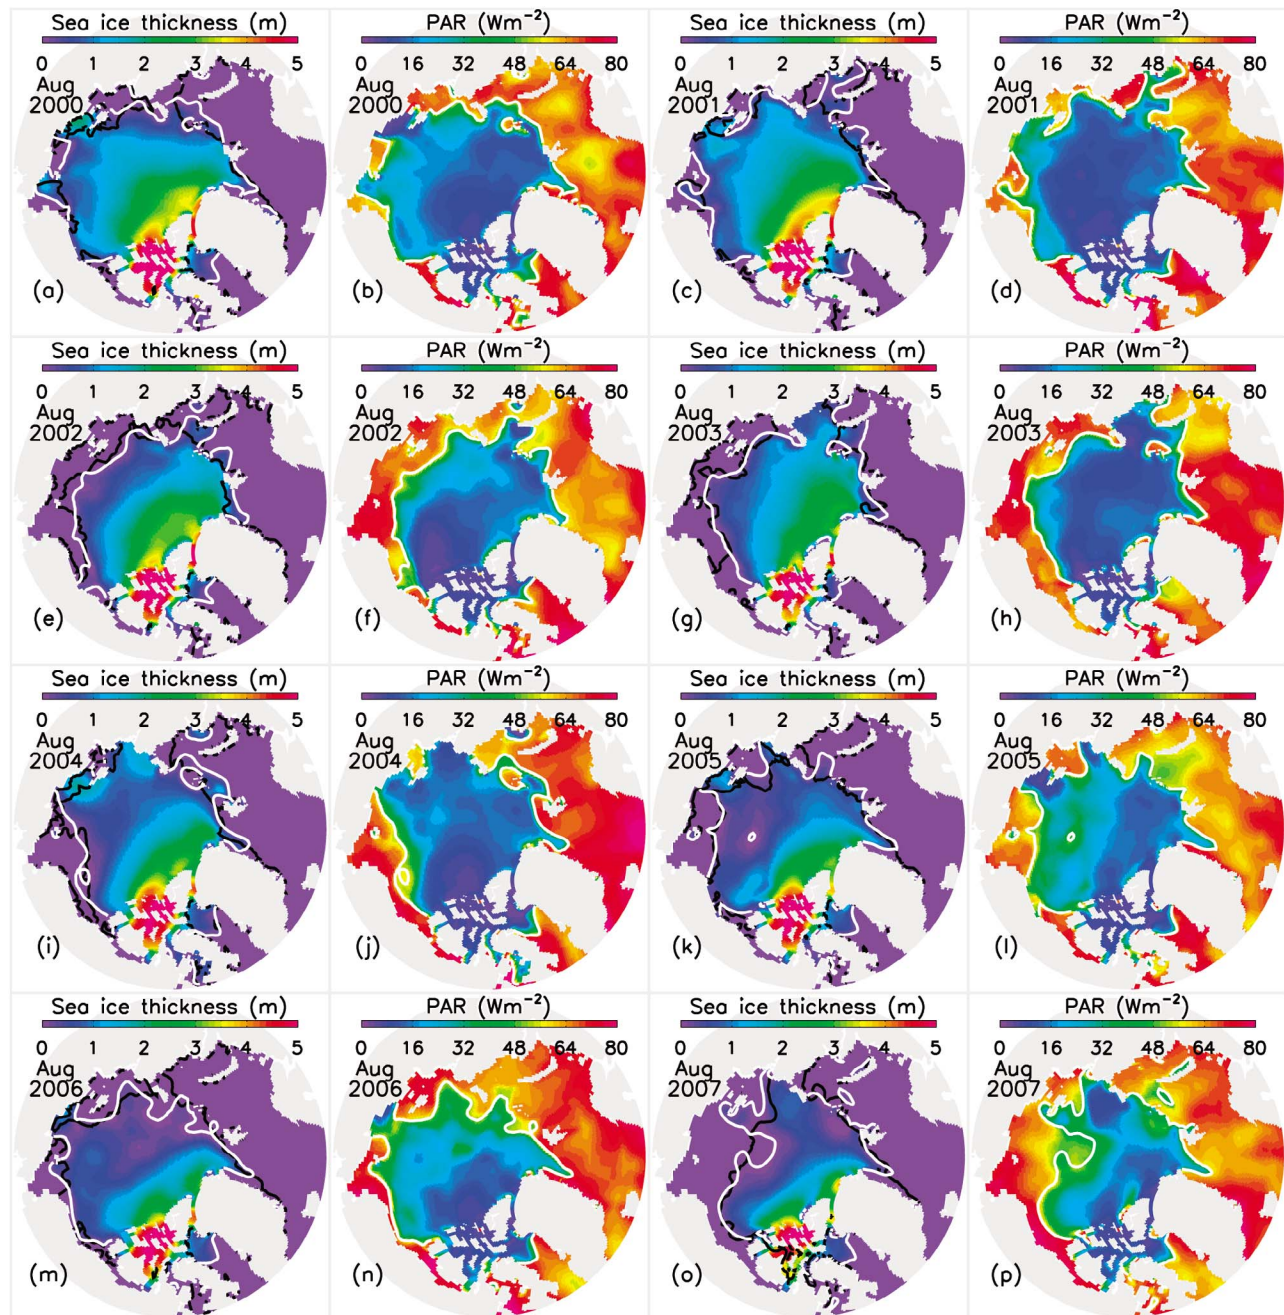 Sea ice thickness (m) PAR (Wm⁻²) Sea ice thickness (m) PAR (Wm⁻²)
0 1 2 3 4 5 0 16 32 48 64 80 0 1 2 3 4 5 0 16 32 48 64 80
Aug Aug Aug Aug
2000 2000 2001 2001
(a) (b) (c) (d)
Sea ice thickness (m) PAR (Wm⁻²) Sea ice thickness (m) PAR (Wm⁻²)
0 1 2 3 4 5 0 16 32 48 64 80 0 1 2 3 4 5 0 16 32 48 64 80
Aug Aug Aug Aug
2002 2002 2003 2003
(e) (f) (g) (h)
Sea ice thickness (m) PAR (Wm⁻²) Sea ice thickness (m) PAR (Wm⁻²)
0 1 2 3 4 5 0 16 32 48 64 80 0 1 2 3 4 5 0 16 32 48 64 80
Aug Aug Aug Aug
2004 2004 2005 2005
(i) (j) (k) (l)
Sea ice thickness (m) PAR (Wm⁻²) Sea ice thickness (m) PAR (Wm⁻²)
0 1 2 3 4 5 0 16 32 48 64 80 0 1 2 3 4 5 0 16 32 48 64 80
Aug Aug Aug Aug
2006 2006 2007 2007
(m) (n) (o) (p)